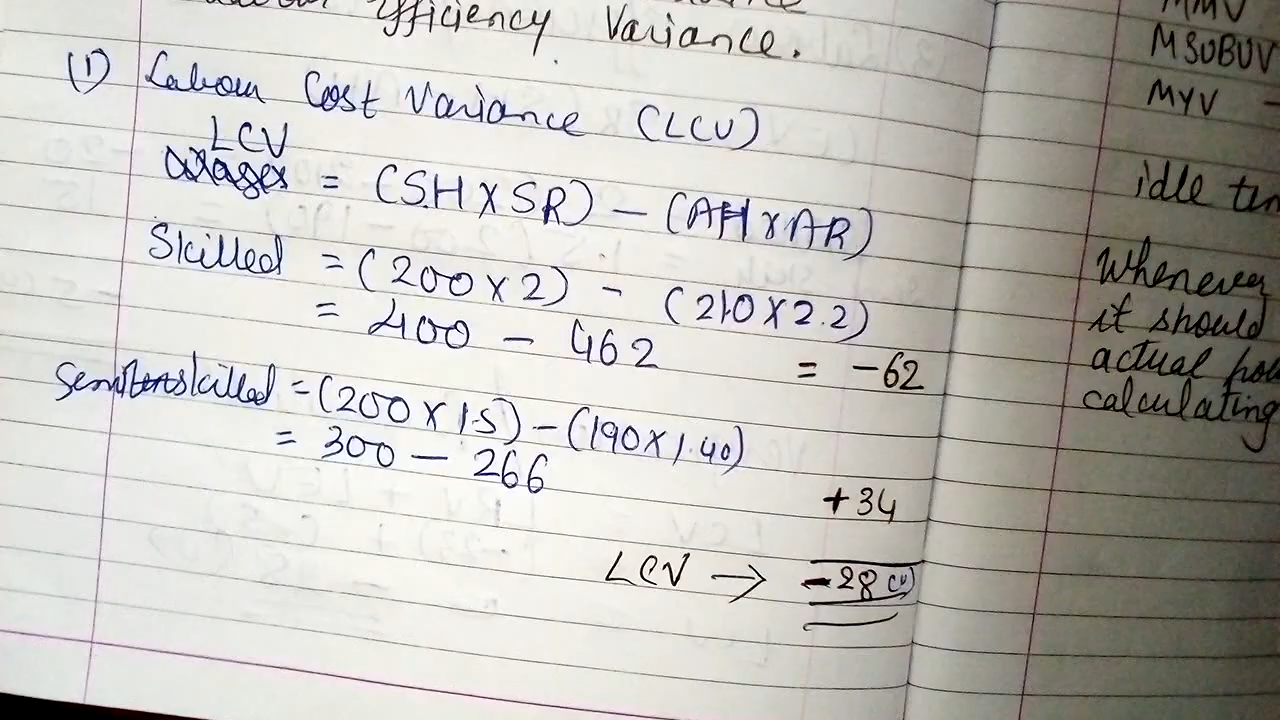 Efficiency Variance.
(1) Labour Cost Variance (LCV)
LCV
= (SH X SR) - (AH X AR)
Skilled = (200 X 2) - (210 X 2.2)
= 400 - 462 = -62
Semi skilled = (200 X 1.5) - (190 X 1.40)
= 300 - 266
+34
LCV → -28 (U)
MMV
MSUBUV
MYV -
idle
Whenever
it should
actual
calculating